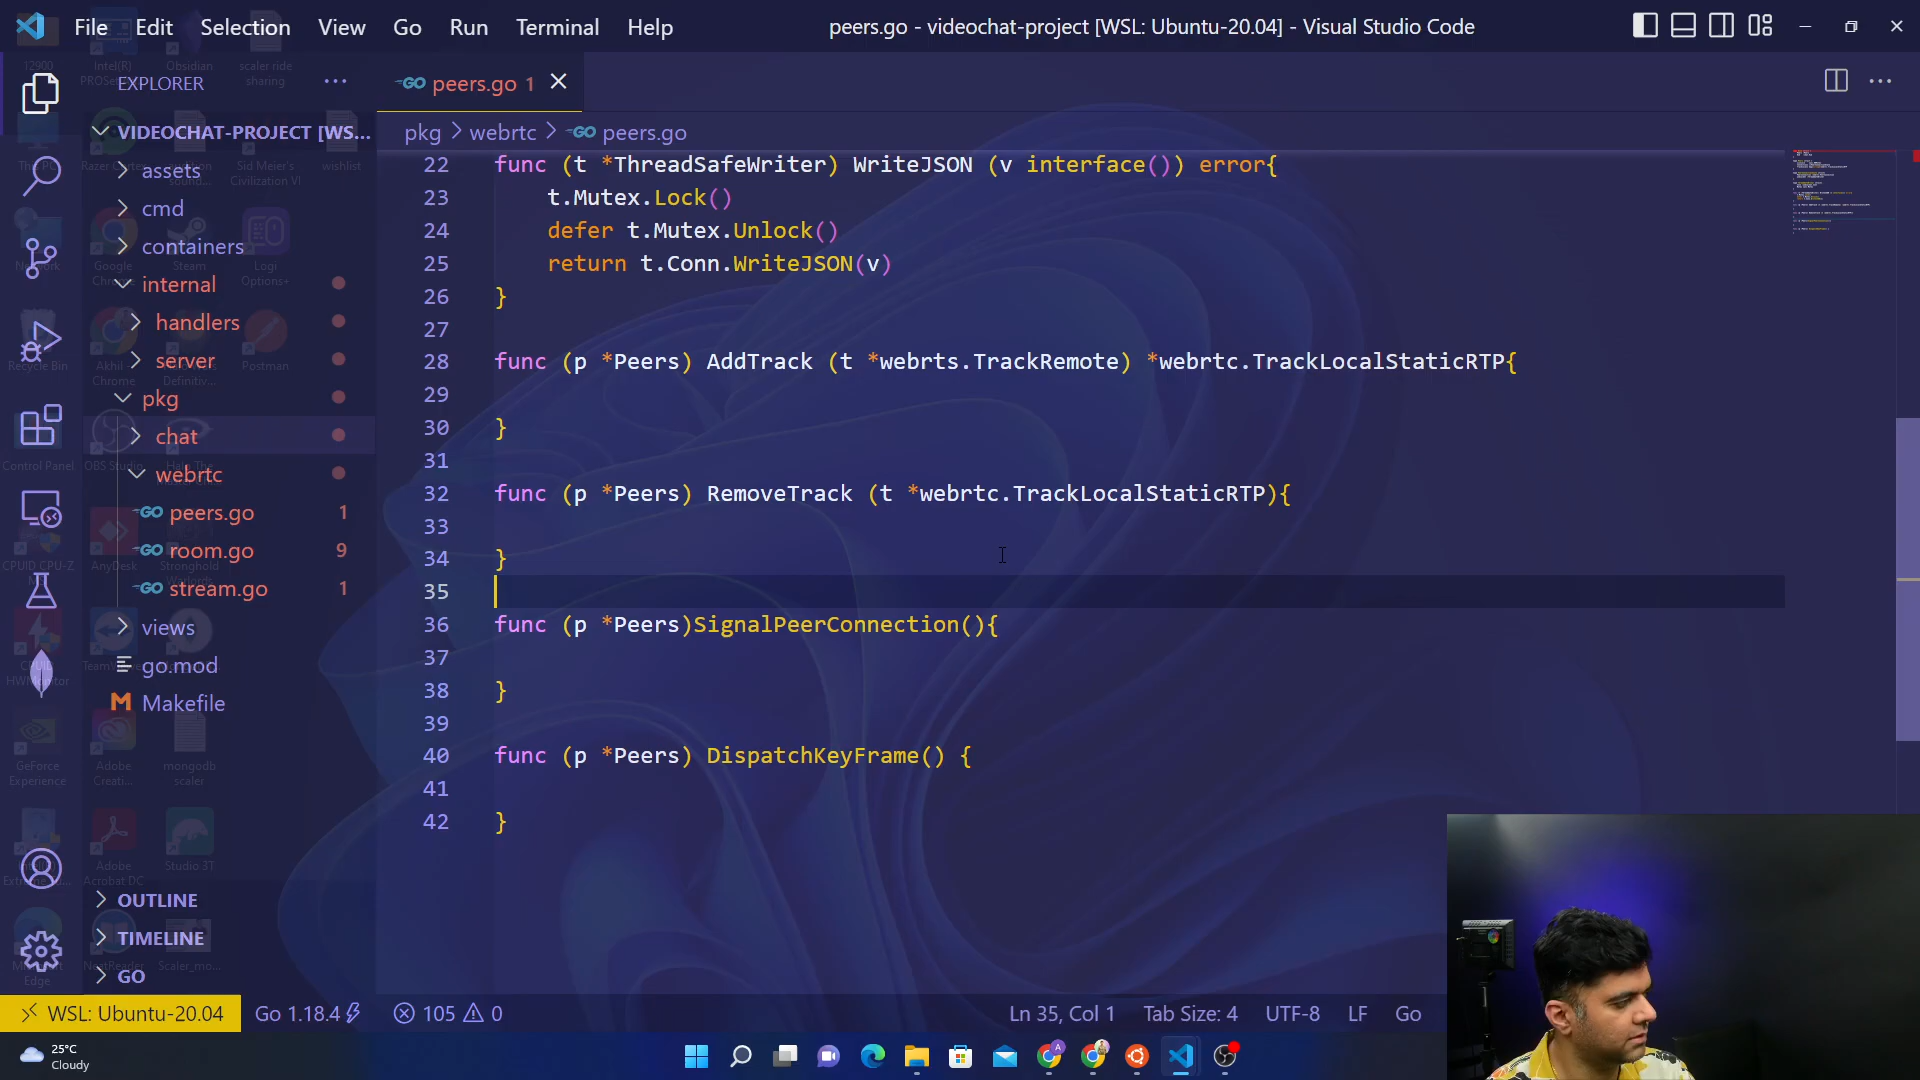 File Edit Selection View Go Run Terminal Help
peers.go - videochat-project [WSL: Ubuntu-20.04] - Visual Studio Code
EXPLORER
VIDEOCHAT-PROJECT [WS...
assets
cmd
containers
internal
handlers
server
pkg
chat
webrtc
peers.go 1
room.go 9
stream.go 1
views
go.mod
Makefile
OUTLINE
TIMELINE
GO
peers.go 1
pkg > webrtc > peers.go
22 func (t *ThreadSafeWriter) WriteJSON (v interface()) error{
23 t.Mutex.Lock()
24 defer t.Mutex.Unlock()
25 return t.Conn.WriteJSON(v)
26 }
27
28 func (p *Peers) AddTrack (t *webrts.TrackRemote) *webrtc.TrackLocalStaticRTP{
29
30 }
31
32 func (p *Peers) RemoveTrack (t *webrtc.TrackLocalStaticRTP){
33
34 }
35
36 func (p *Peers)SignalPeerConnection(){
37
38 }
39
40 func (p *Peers) DispatchKeyFrame() {
41
42 }
WSL: Ubuntu-20.04 Go 1.18.4 105 0 Ln 35, Col 1 Tab Size: 4 UTF-8 LF Go
25°C
Cloudy